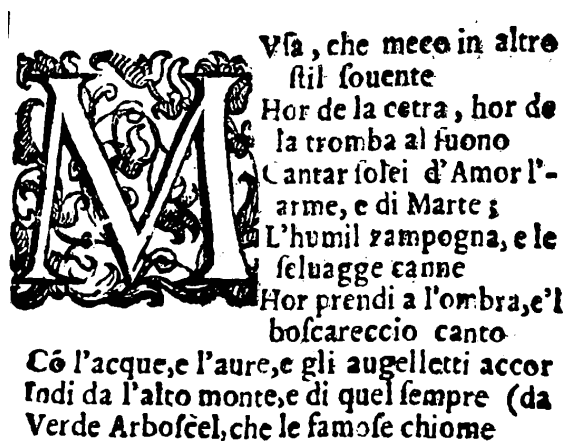 MVſa, che meco in altro
ſtil ſouente
Hor de la cetra, hor de
la tromba al ſuono
Cantar ſolei d'Amor l'-
arme, e di Marte;
L'humil zampogna, e le
ſeluagge canne
Hor prendi a l'ombra, e'l
boſcareccio canto
Cō l'acque, e l'aure, e gli augelletti accor
Indi da l'alto monte, e di quel ſempre (da
Verde Arboſcèl, che le famoſe chiome